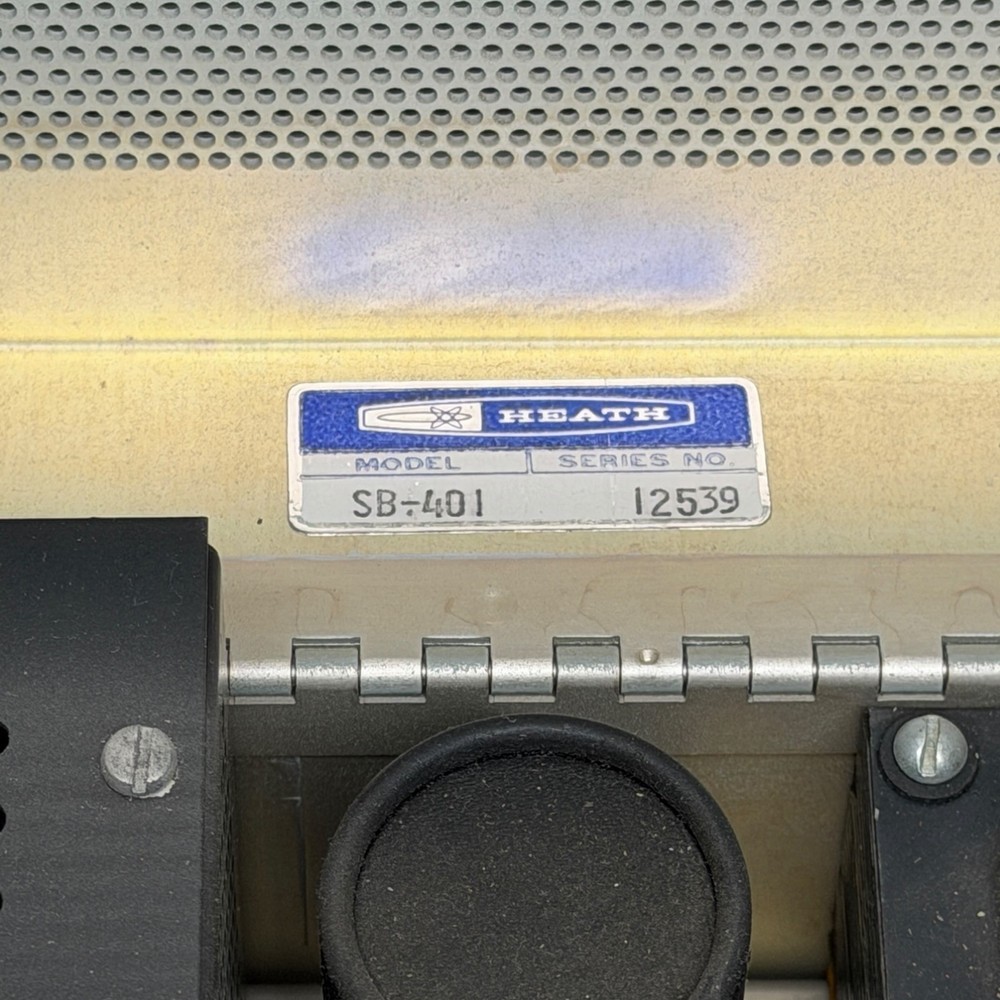 HEATH
MODEL SERIES NO.
SB-401 12539